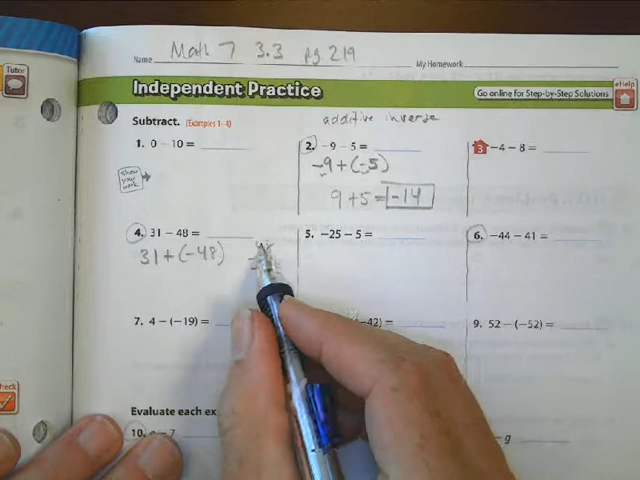 Tutor
Math 7 3.3 pg 219
Name
My Homework
eHelp
Independent Practice
Go online for Step-by-Step Solutions
Subtract. (Examples 1–4)
additive inverse
1. 0 − 10 =
2. −9 − 5 =
3 −4 − 8 =
show your work
−9 + (−5)
9 + 5 = −14
4. 31 − 48 =
5. −25 − 5 =
6. −44 − 41 =
31 + (−48)
7. 4 − (−19) =
−42) =
9. 52 − (−52) =
Check
Evaluate each
10.
− 7
− g